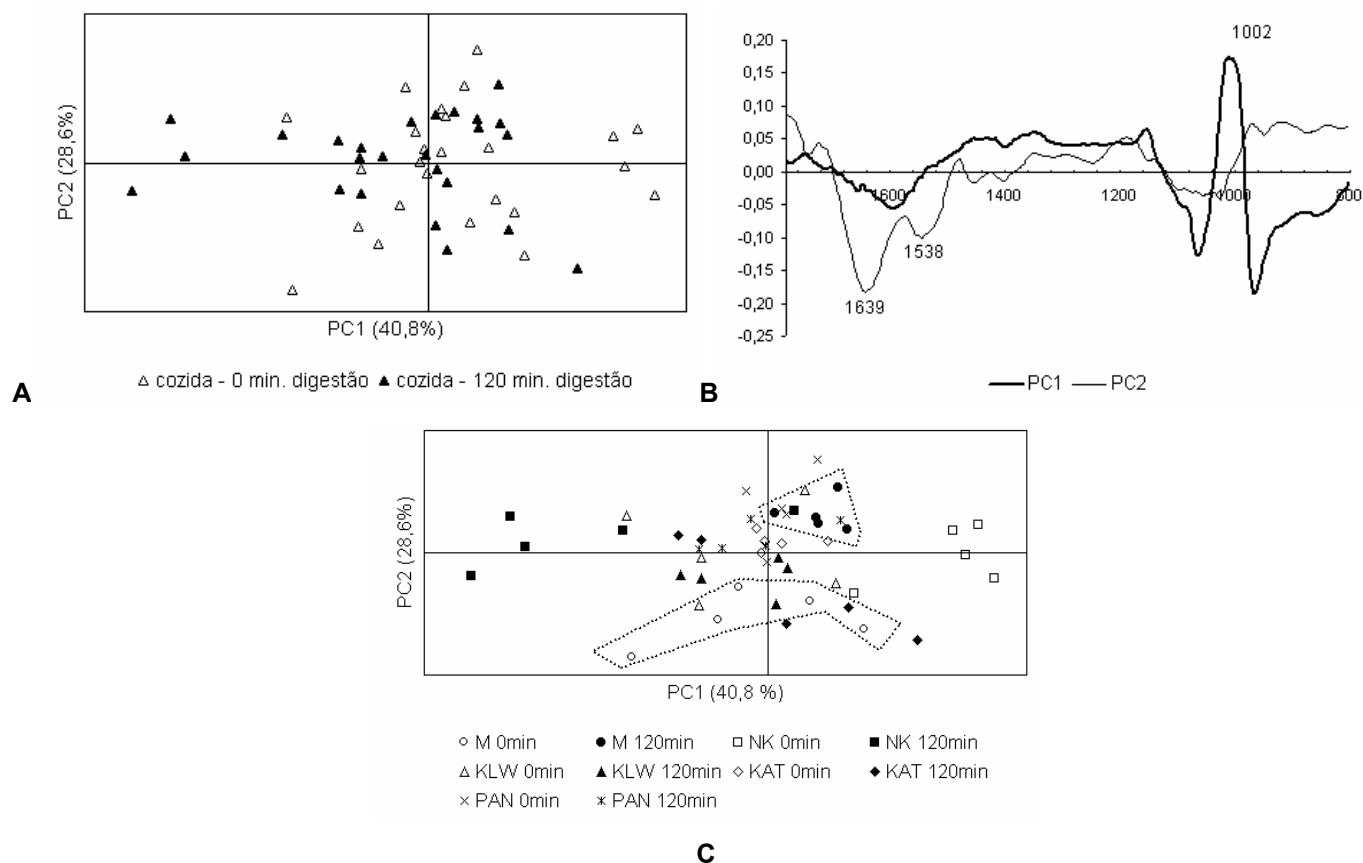 PC2 (28,6%)
PC1 (40,8%)
△ cozida - 0 min. digestão ▲ cozida - 120 min. digestão
A
0,20
0,15
0,10
0,05
0,00
-0,05
-0,10
-0,15
-0,20
-0,25
1600
1400
1200
1000
800
1002
1538
1639
PC1 PC2
B
PC2 (28,6%)
PC1 (40,8 %)
○ M 0min ● M 120min □ NK 0min ■ NK 120min
△ KLW 0min ▲ KLW 120min ◇ KAT 0min ◆ KAT 120min
× PAN 0min ж PAN 120min
C